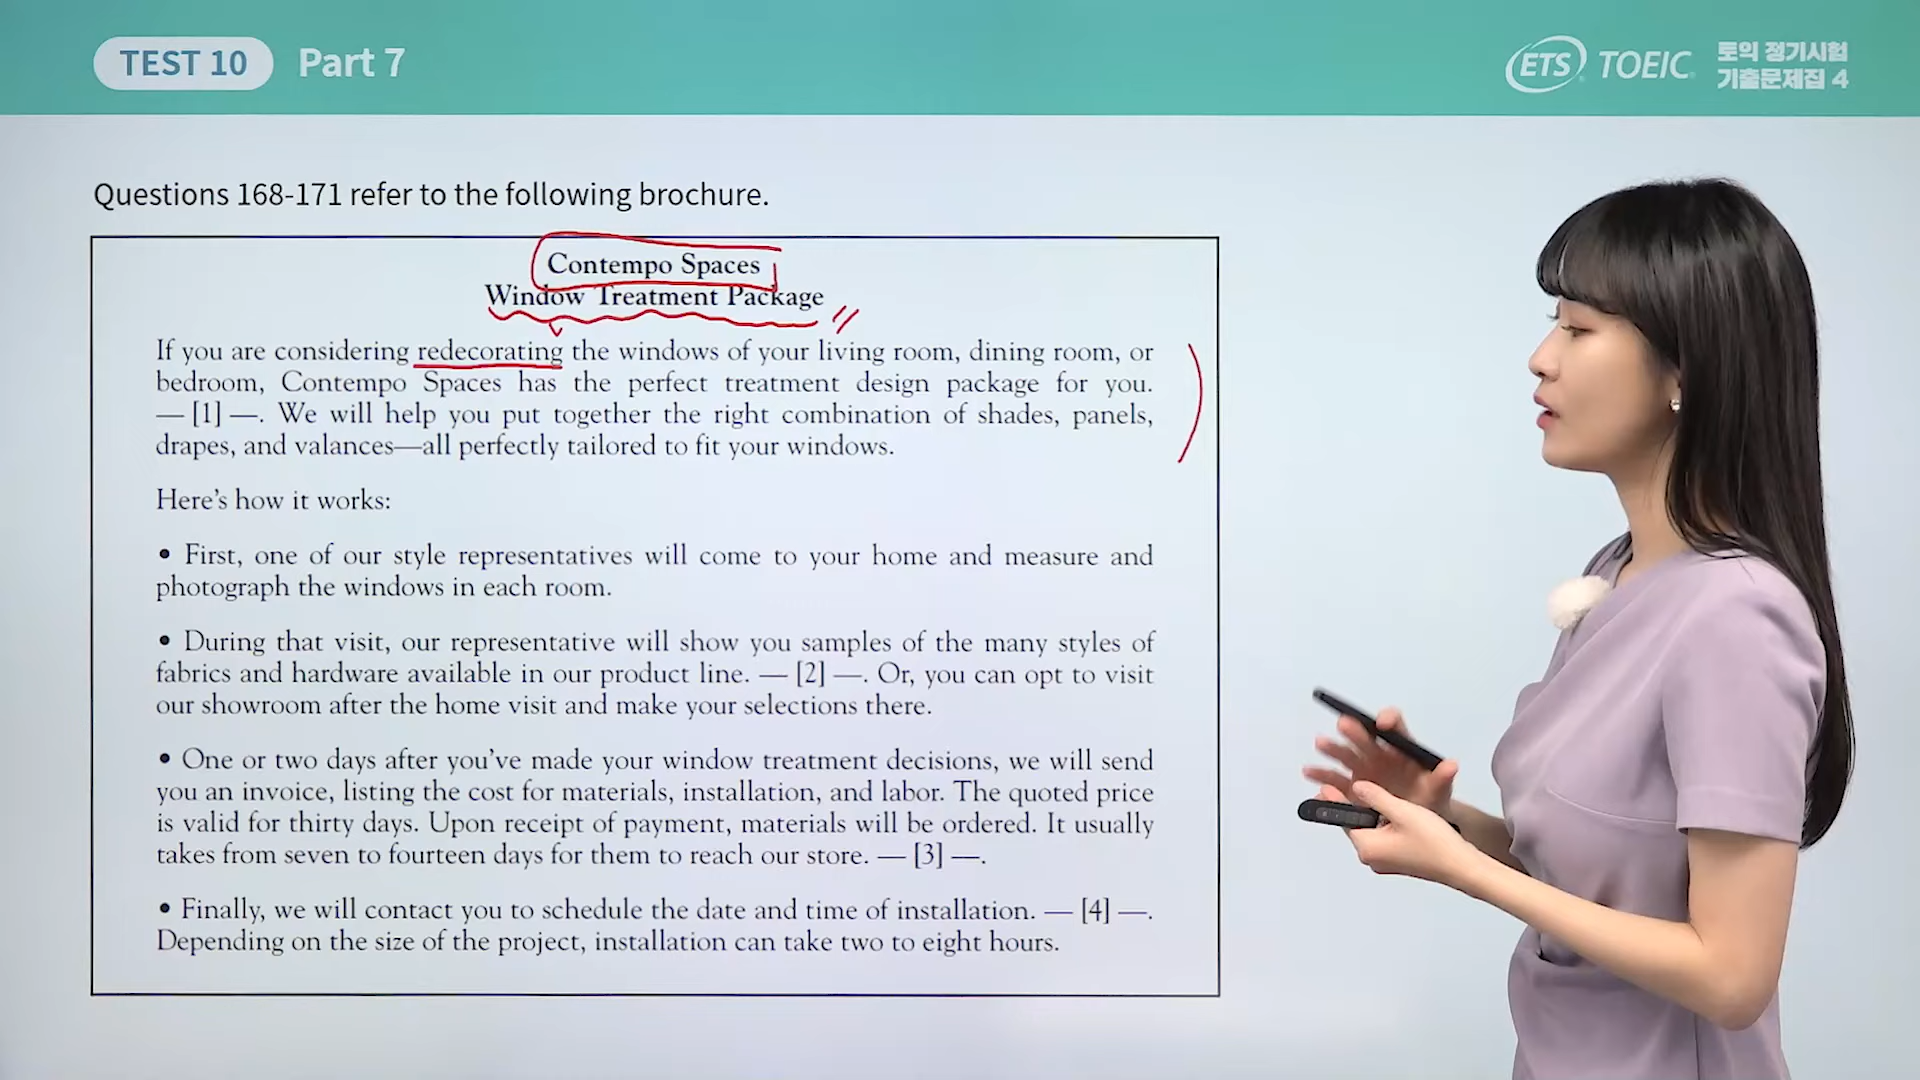 TEST 10 Part 7
ETS TOEIC 토익 정기시험
기출문제집 4
Questions 168-171 refer to the following brochure.
Contempo Spaces
Window Treatment Package
If you are considering redecorating the windows of your living room, dining room, or
bedroom, Contempo Spaces has the perfect treatment design package for you.
— [1] —. We will help you put together the right combination of shades, panels,
drapes, and valances—all perfectly tailored to fit your windows.
Here's how it works:
• First, one of our style representatives will come to your home and measure and
photograph the windows in each room.
• During that visit, our representative will show you samples of the many styles of
fabrics and hardware available in our product line. — [2] —. Or, you can opt to visit
our showroom after the home visit and make your selections there.
• One or two days after you've made your window treatment decisions, we will send
you an invoice, listing the cost for materials, installation, and labor. The quoted price
is valid for thirty days. Upon receipt of payment, materials will be ordered. It usually
takes from seven to fourteen days for them to reach our store. — [3] —.
• Finally, we will contact you to schedule the date and time of installation. — [4] —.
Depending on the size of the project, installation can take two to eight hours.